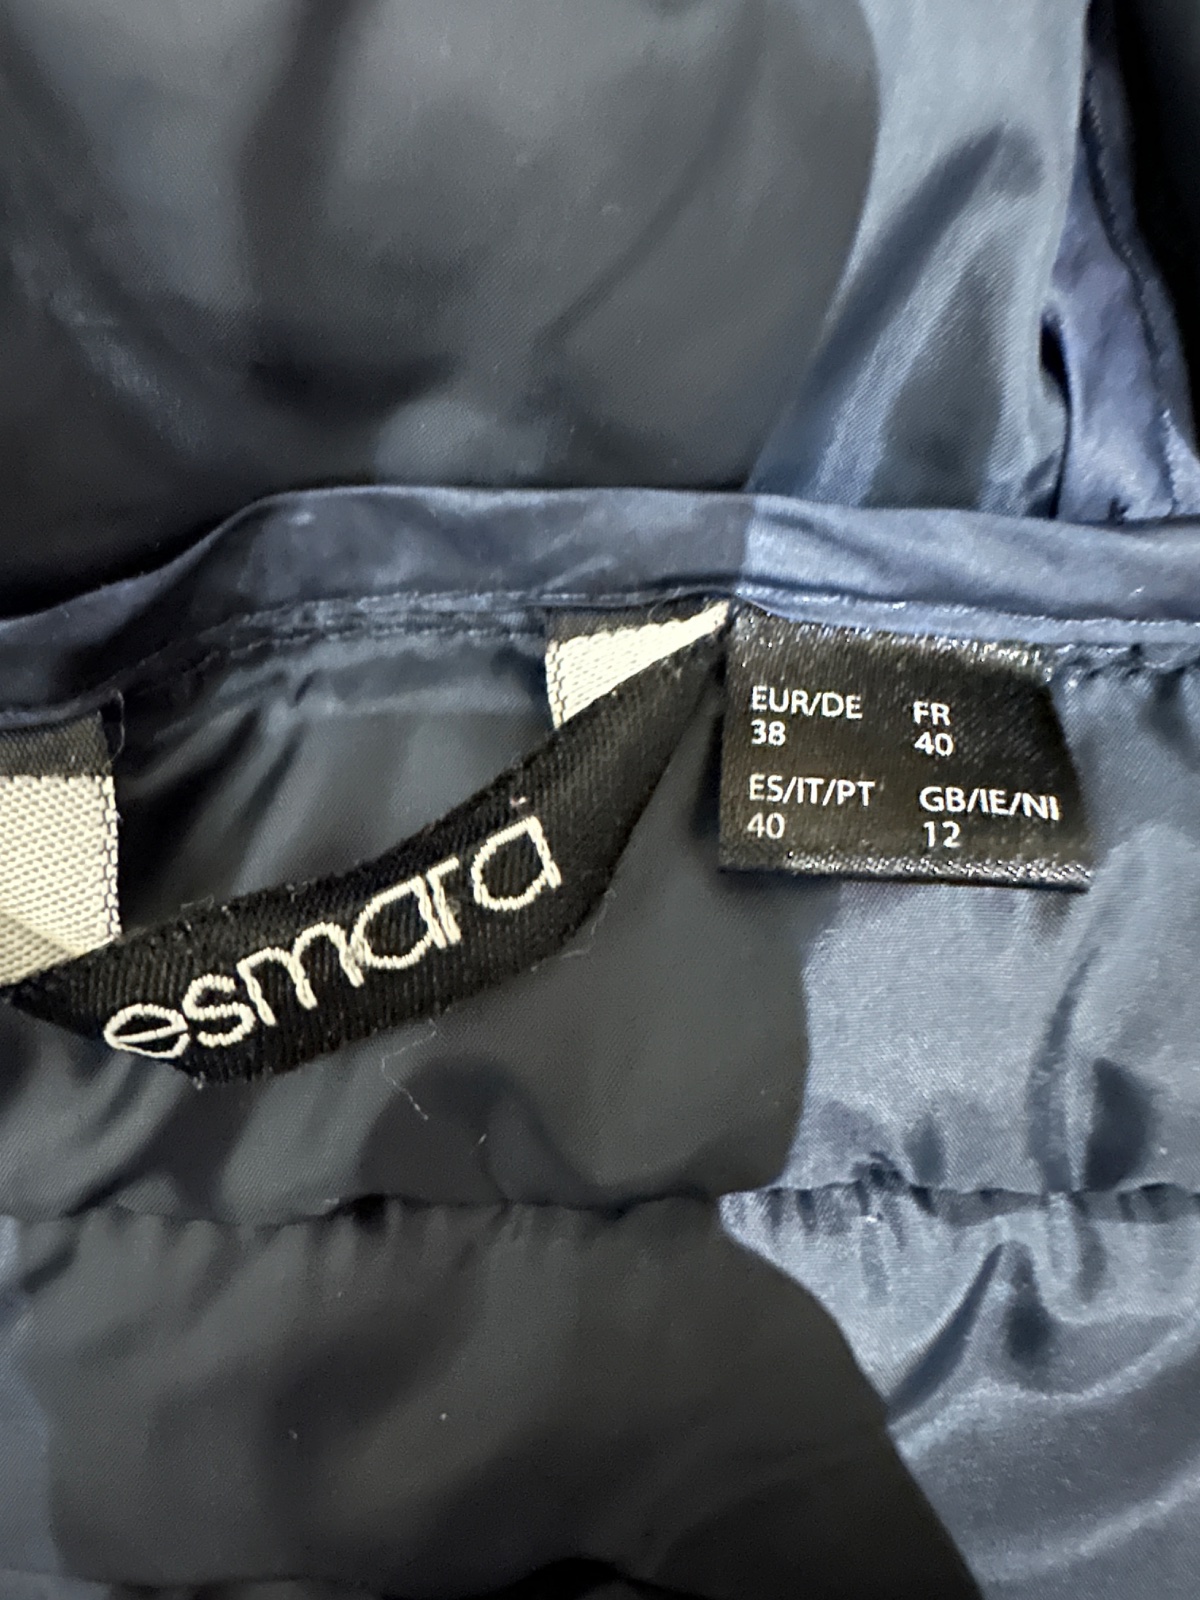 esmara
EUR/DE FR
38 40
ES/IT/PT GB/IE/NI
40 12